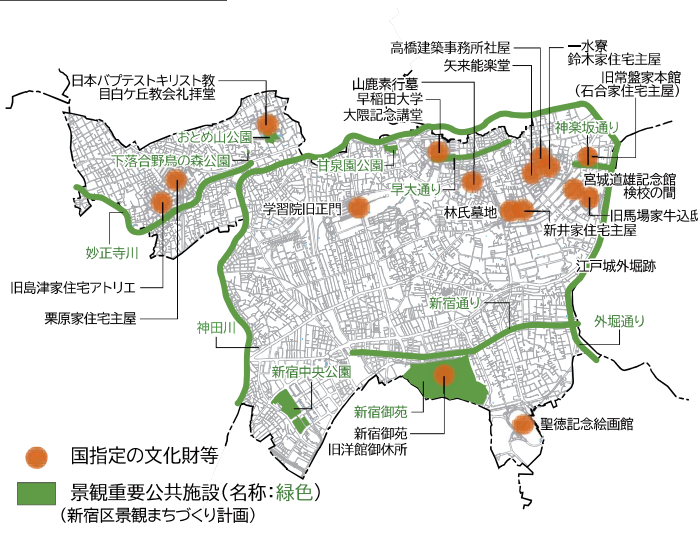 高橋建築事務所社屋
一水寮
鈴木家住宅主屋
矢来能楽堂
旧常盤家本館
(石合家住宅主屋)
日本バプテストキリスト教
目白ケ丘教会礼拝堂
山鹿素行墓
早稲田大学
大隈記念講堂
おとめ山公園
神楽坂通り
下落合野鳥の森公園
甘泉園公園
早大通り
宮城道雄記念館
検校の間
学習院旧正門
林氏墓地
旧馬場家牛込邸
新井家住宅主屋
妙正寺川
江戸城外堀跡
旧島津家住宅アトリエ
新宿通り
栗原家住宅主屋
神田川
外堀通り
新宿中央公園
新宿御苑
聖徳記念絵画館
新宿御苑
旧洋館御休所
国指定の文化財等
景観重要公共施設(名称:緑色)
(新宿区景観まちづくり計画)